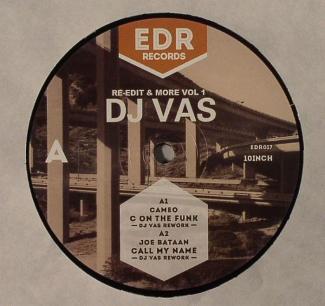 EDR
RECORDS
RE-EDIT & MORE VOL 1
DJ VAS
A
EDR017
10INCH
A1
CAMEO
C ON THE FUNK
— DJ VAS REWORK —
A2
JOE BATAAN
CALL MY NAME
— DJ VAS REWORK —